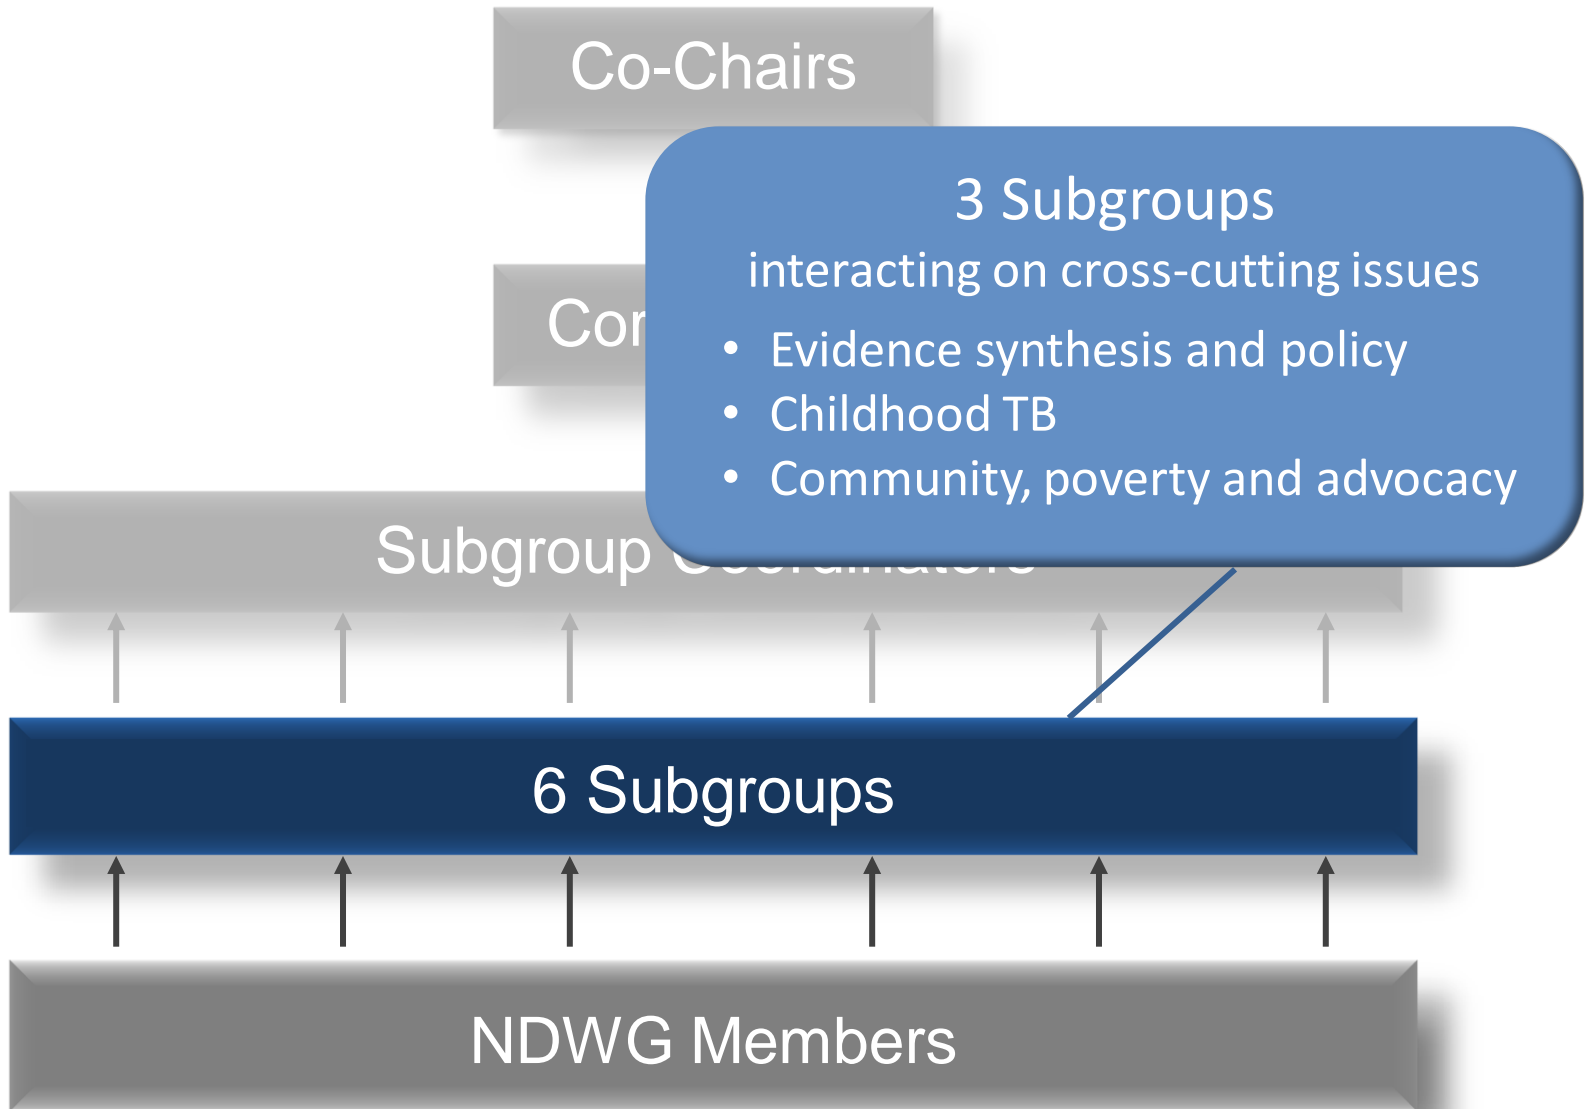 Co-Chairs
3 Subgroups
interacting on cross-cutting issues
• Evidence synthesis and policy
• Childhood TB
• Community, poverty and advocacy
Subgroup Coordinators
6 Subgroups
NDWG Members